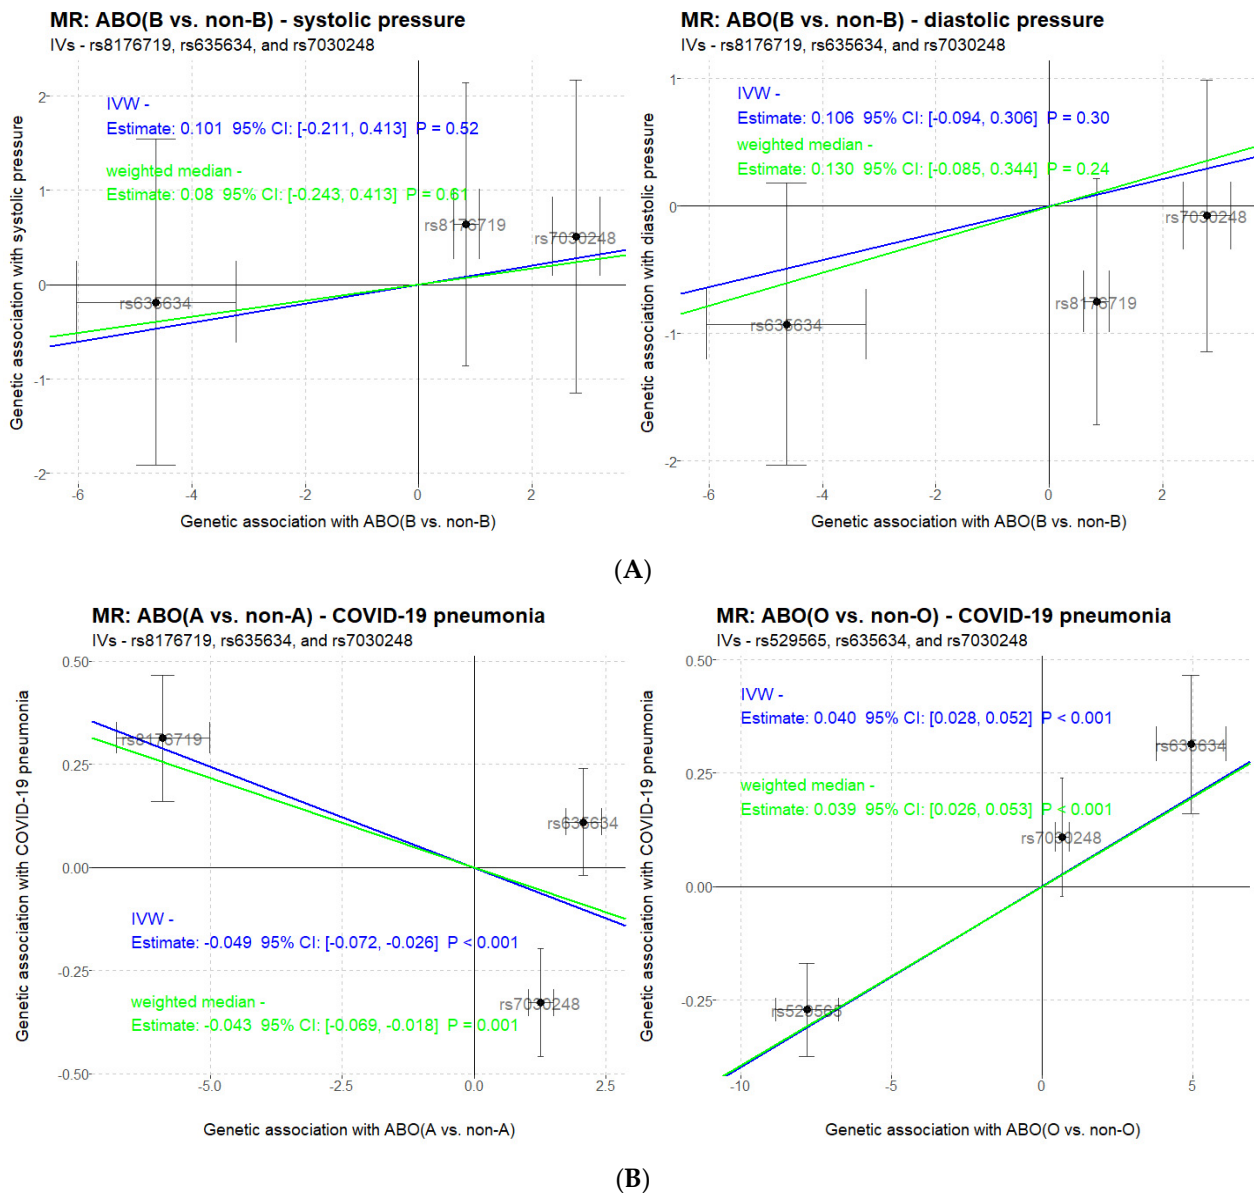 MR: ABO(B vs. non-B) - systolic pressure
IVs - rs8176719, rs635634, and rs7030248
Genetic association with systolic pressure
2
1
0
-1
-2
IVW -
Estimate: 0.101 95% CI: [-0.211, 0.413] P = 0.52
weighted median -
Estimate: 0.08 95% CI: [-0.243, 0.413] P = 0.61
rs8176719
rs7030248
rs635634
-6 -4 -2 0 2
Genetic association with ABO(B vs. non-B)
MR: ABO(B vs. non-B) - diastolic pressure
IVs - rs8176719, rs635634, and rs7030248
Genetic association with diastolic pressure
1
0
-1
-2
IVW -
Estimate: 0.106 95% CI: [-0.094, 0.306] P = 0.30
weighted median -
Estimate: 0.130 95% CI: [-0.085, 0.344] P = 0.24
rs7030248
rs8176719
rs635634
-6 -4 -2 0 2
Genetic association with ABO(B vs. non-B)
(A)
MR: ABO(A vs. non-A) - COVID-19 pneumonia
IVs - rs8176719, rs635634, and rs7030248
Genetic association with COVID-19 pneumonia
0.50
0.25
0.00
-0.25
-0.50
rs8176719
rs635634
IVW -
Estimate: -0.049 95% CI: [-0.072, -0.026] P < 0.001
weighted median -
Estimate: -0.043 95% CI: [-0.069, -0.018] P = 0.001
rs7030248
-5.0 -2.5 0.0 2.5
Genetic association with ABO(A vs. non-A)
MR: ABO(O vs. non-O) - COVID-19 pneumonia
IVs - rs529565, rs635634, and rs7030248
Genetic association with COVID-19 pneumonia
0.50
0.25
0.00
-0.25
IVW -
Estimate: 0.040 95% CI: [0.028, 0.052] P < 0.001
weighted median -
Estimate: 0.039 95% CI: [0.026, 0.053] P < 0.001
rs635634
rs7030248
rs529565
-10 -5 0 5
Genetic association with ABO(O vs. non-O)
(B)